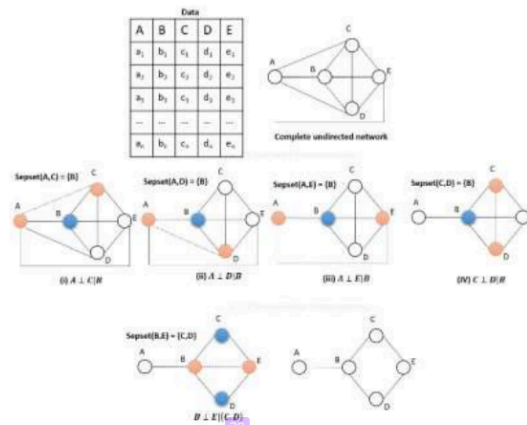 Data
A B C D E
a₁ b₁ c₁ d₁ e₁
a₂ b₂ c₂ d₂ e₂
a₃ b₃ c₃ d₃ e₃
... ... ... ... ...
aₙ bₙ cₙ dₙ eₙ
C
A B E
D
Complete undirected network
Sepset(A,C) = {B}
Sepset(A,D) = {B}
Sepset(A,E) = {B}
Sepset(C,D) = {B}
C C C C
A B E A B E A B E A B E
D D D D
(i) A ⊥ C|B
(ii) A ⊥ D|B
(iii) A ⊥ E|B
(IV) C ⊥ D|B
Sepset(B,E) = {C,D}
C C
A B E A B E
D D
B ⊥ E|{C,D}